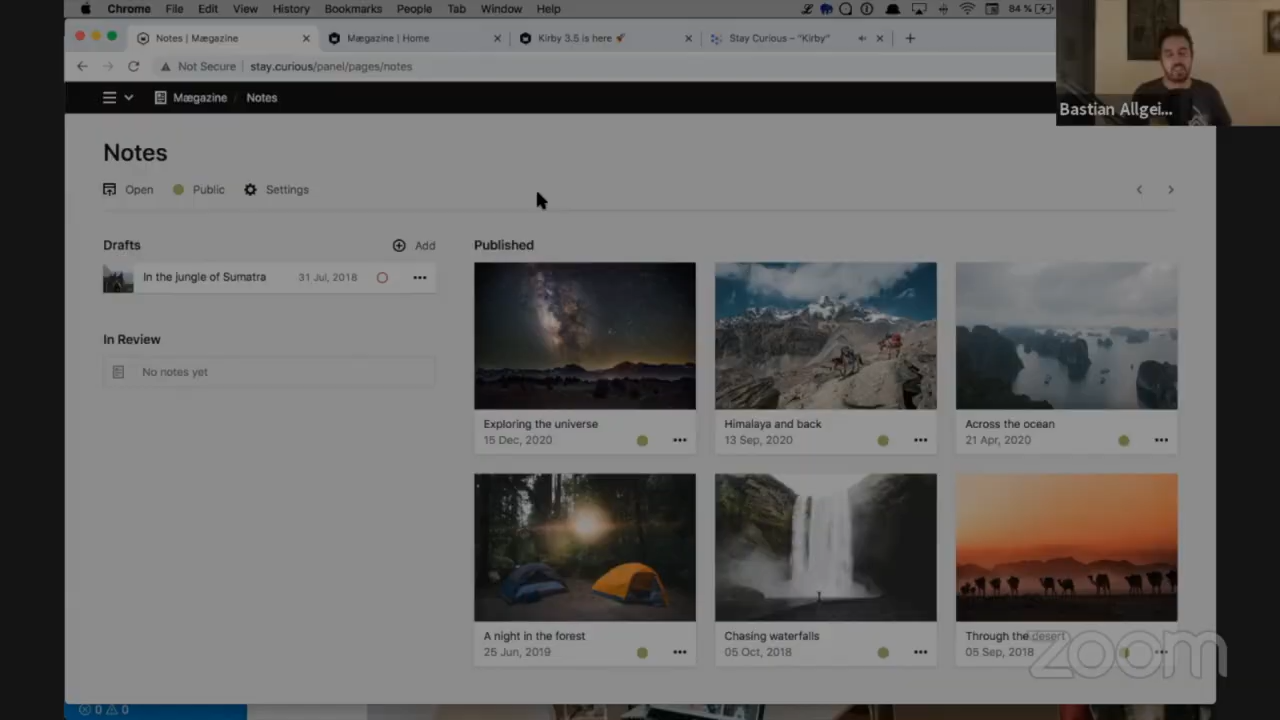 Chrome File Edit View History Bookmarks People Tab Window Help 84 %
Notes | Mægazine
Mægazine | Home
Kirby 3.5 is here 🚀
Stay Curious – "Kirby"
Not Secure stay.curious/panel/pages/notes
Bastian Allgei...
Mægazine / Notes
Notes
Open Public Settings
Drafts
Add
In the jungle of Sumatra 31 Jul, 2018
In Review
No notes yet
Published
Exploring the universe
15 Dec, 2020
Himalaya and back
13 Sep, 2020
Across the ocean
21 Apr, 2020
A night in the forest
25 Jun, 2019
Chasing waterfalls
05 Oct, 2018
Through the desert
05 Sep, 2018
zoom
0 0